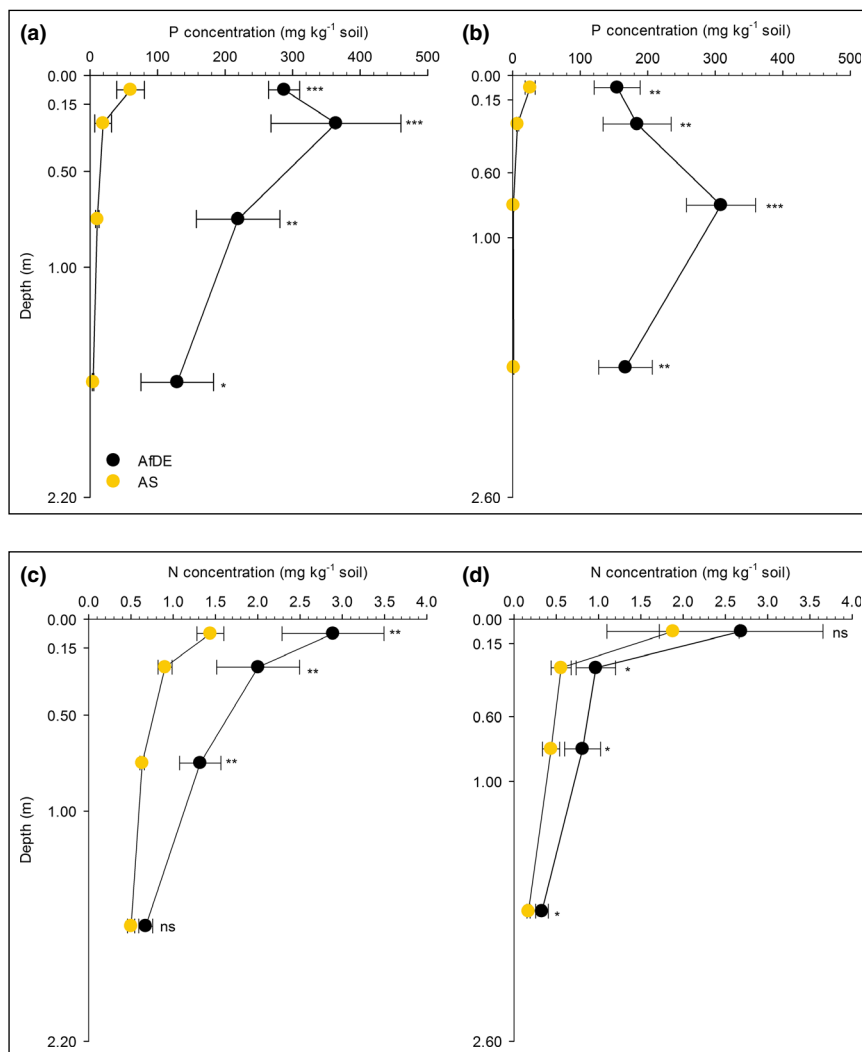 (a)
P concentration (mg kg⁻¹ soil)
0 100 200 300 400 500
0.00
0.15
0.50
1.00
2.20
Depth (m)
***
***
**
*
AfDE
AS
(b)
P concentration (mg kg⁻¹ soil)
0 100 200 300 400 500
0.00
0.15
0.60
1.00
2.60
**
**
***
**
(c)
N concentration (mg kg⁻¹ soil)
0.0 0.5 1.0 1.5 2.0 2.5 3.0 3.5 4.0
0.00
0.15
0.50
1.00
2.20
Depth (m)
**
**
**
ns
(d)
N concentration (mg kg⁻¹ soil)
0.0 0.5 1.0 1.5 2.0 2.5 3.0 3.5 4.0
0.00
0.15
0.60
1.00
2.60
ns
*
*
*